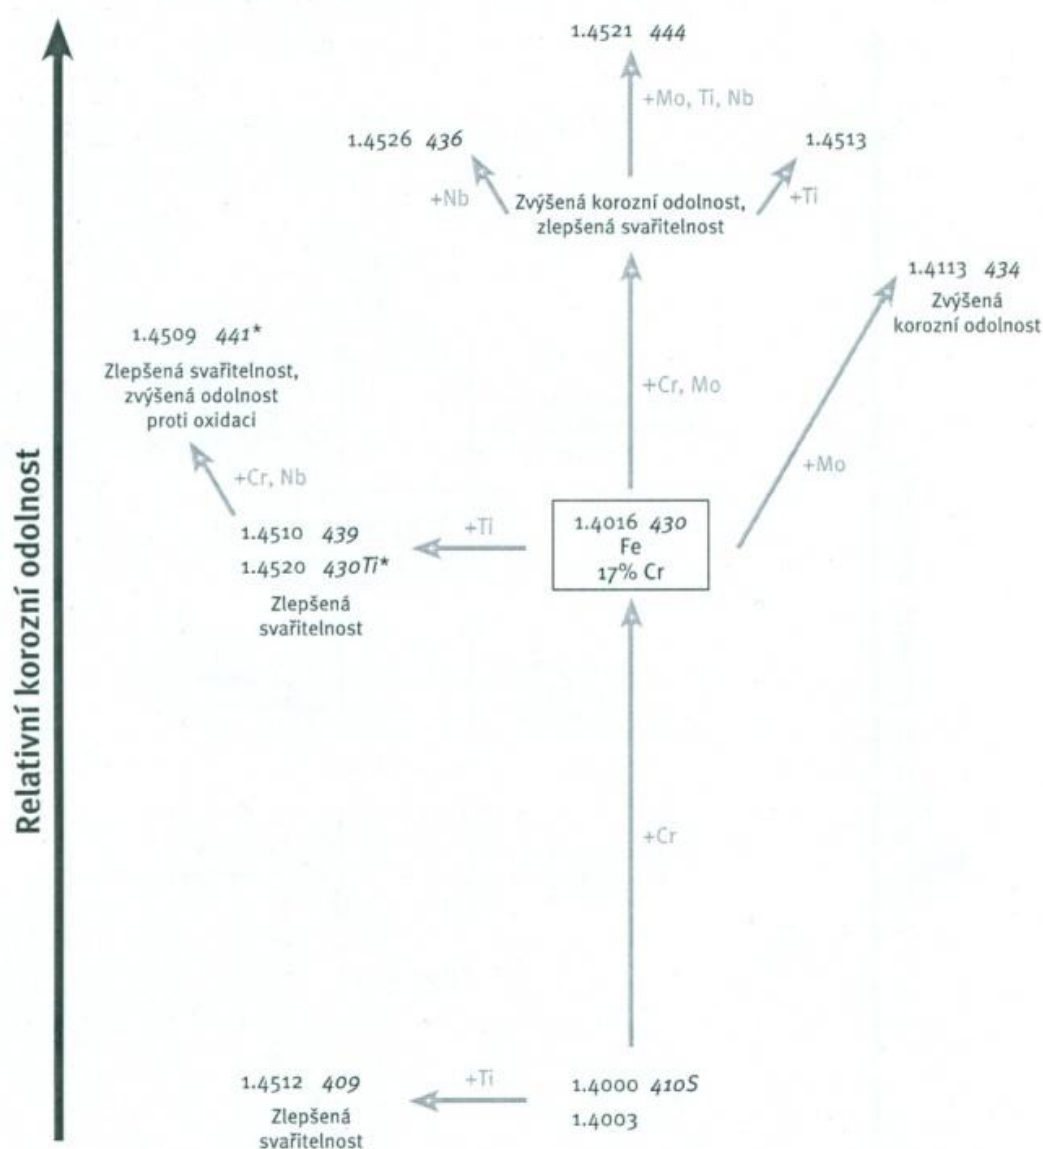 1.4521 444
+Mo, Ti, Nb
1.4526 436
1.4513
+Nb
Zvýšená korozní odolnost,
zlepšená svařitelnost
+Ti
1.4113 434
Zvýšená
korozní odolnost
1.4509 441*
Zlepšená svařitelnost,
zvýšená odolnost
proti oxidaci
+Cr, Mo
+Cr, Nb
+Mo
1.4510 439
1.4520 430Ti*
Zlepšená
svařitelnost
+Ti
1.4016 430
Fe
17% Cr
Relativní korozní odolnost
+Cr
1.4512 409
Zlepšená
svařitelnost
+Ti
1.4000 410S
1.4003